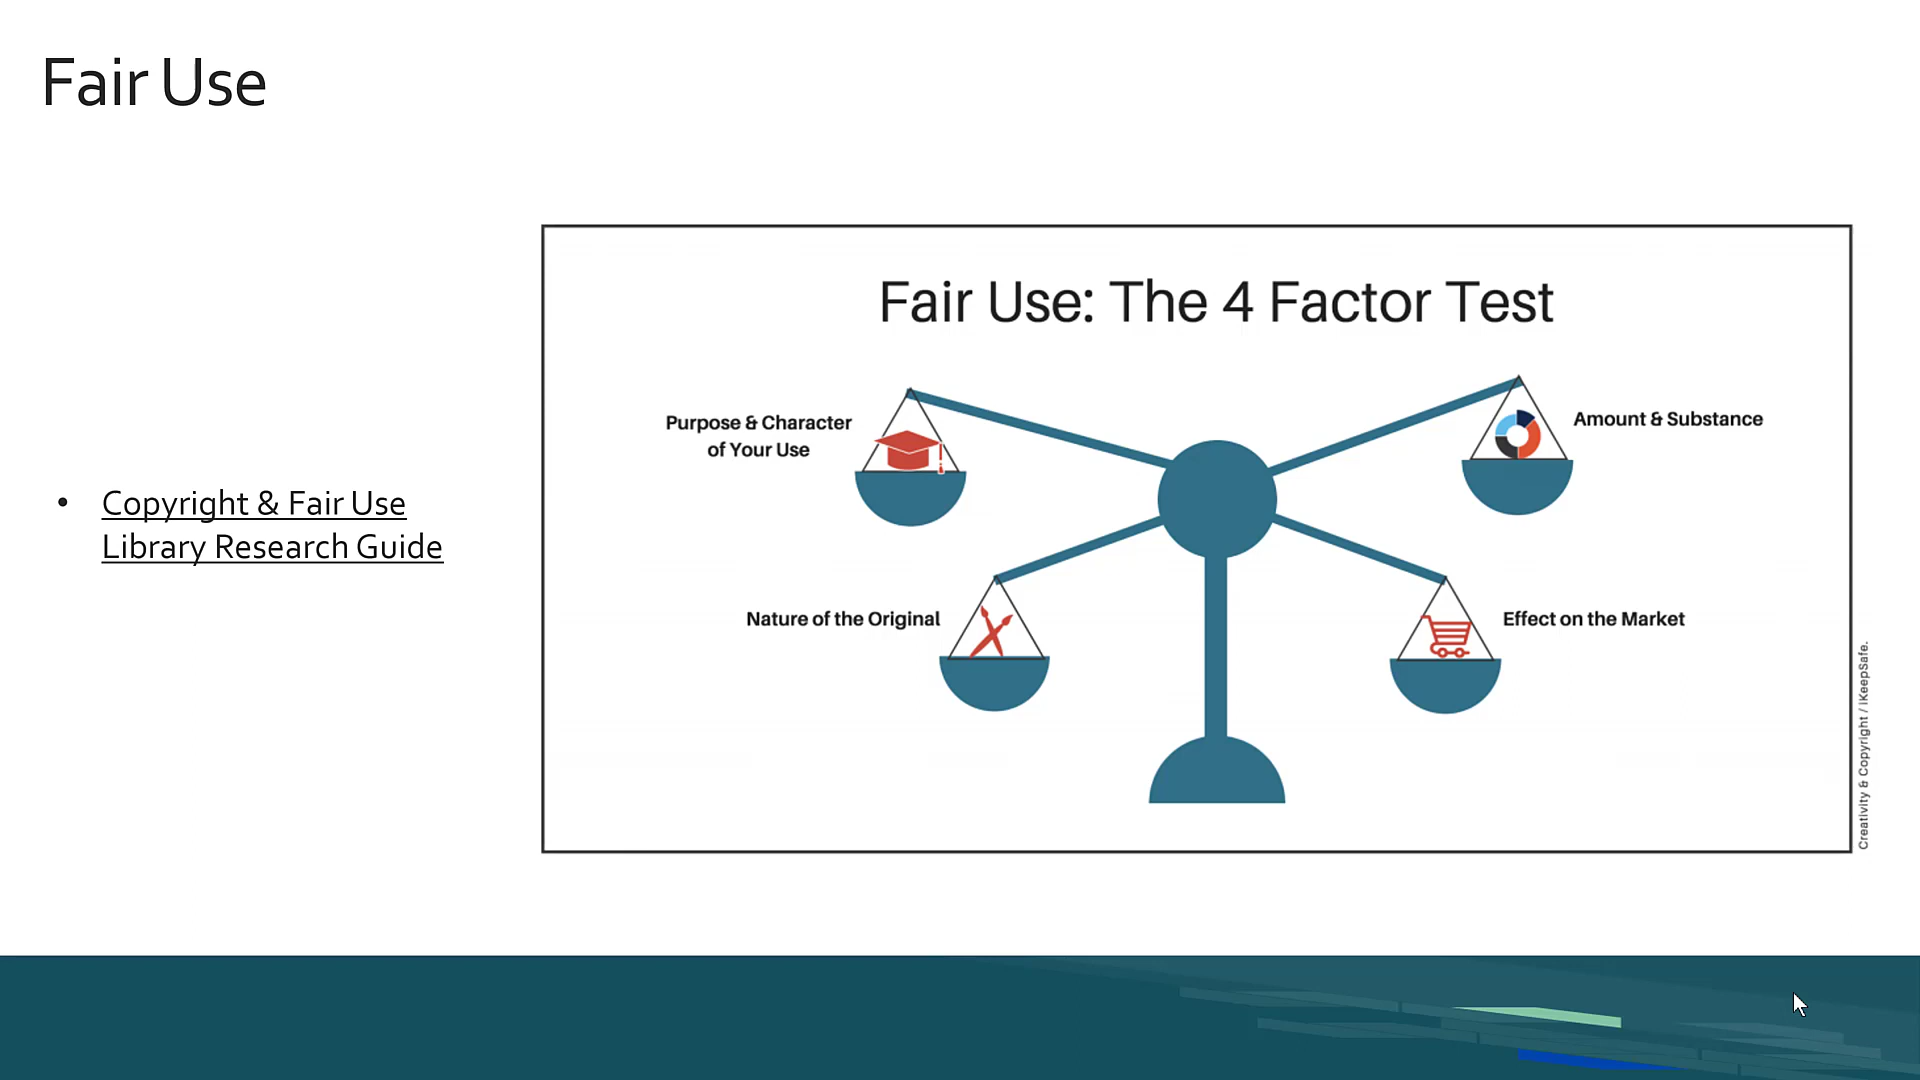 Fair Use
• Copyright & Fair Use
Library Research Guide
Fair Use: The 4 Factor Test
Purpose & Character
of Your Use
Amount & Substance
Nature of the Original
Effect on the Market
Creativity & Copyright / iKeepSafe.